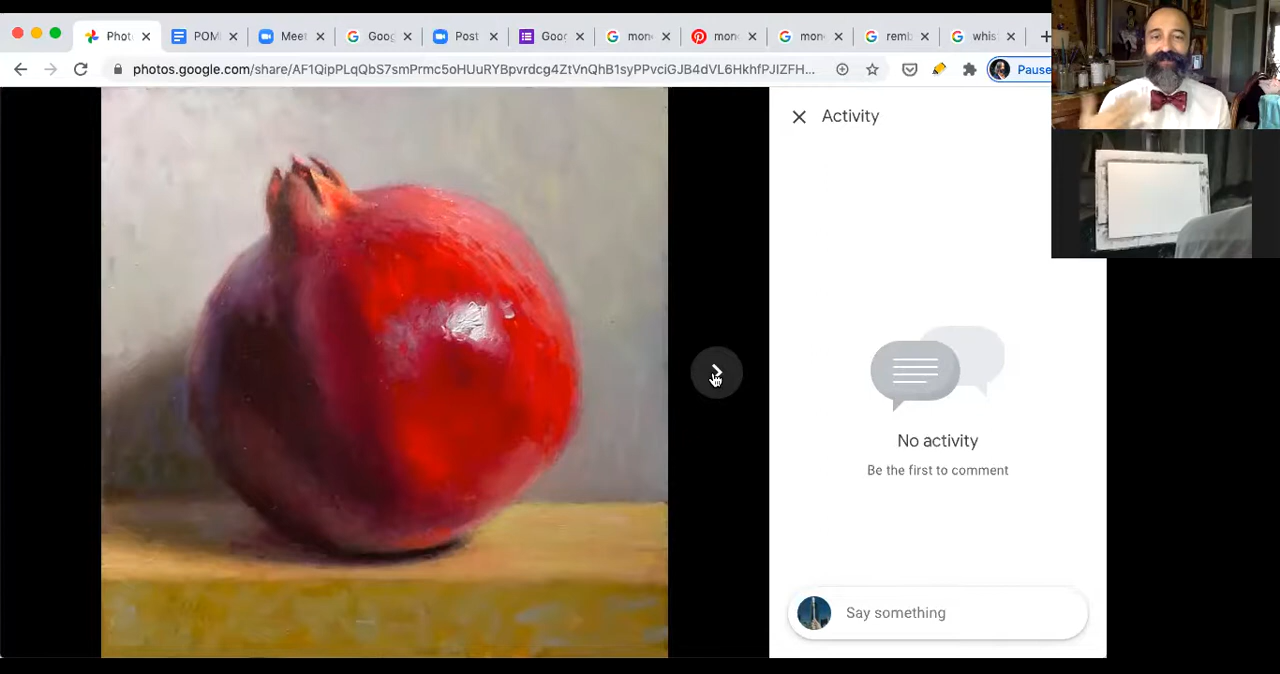 Phot POM Meet Goog Post Goog mon mon mon remb whis
photos.google.com/share/
Pause
Activity
No activity
Be the first to comment
Say something